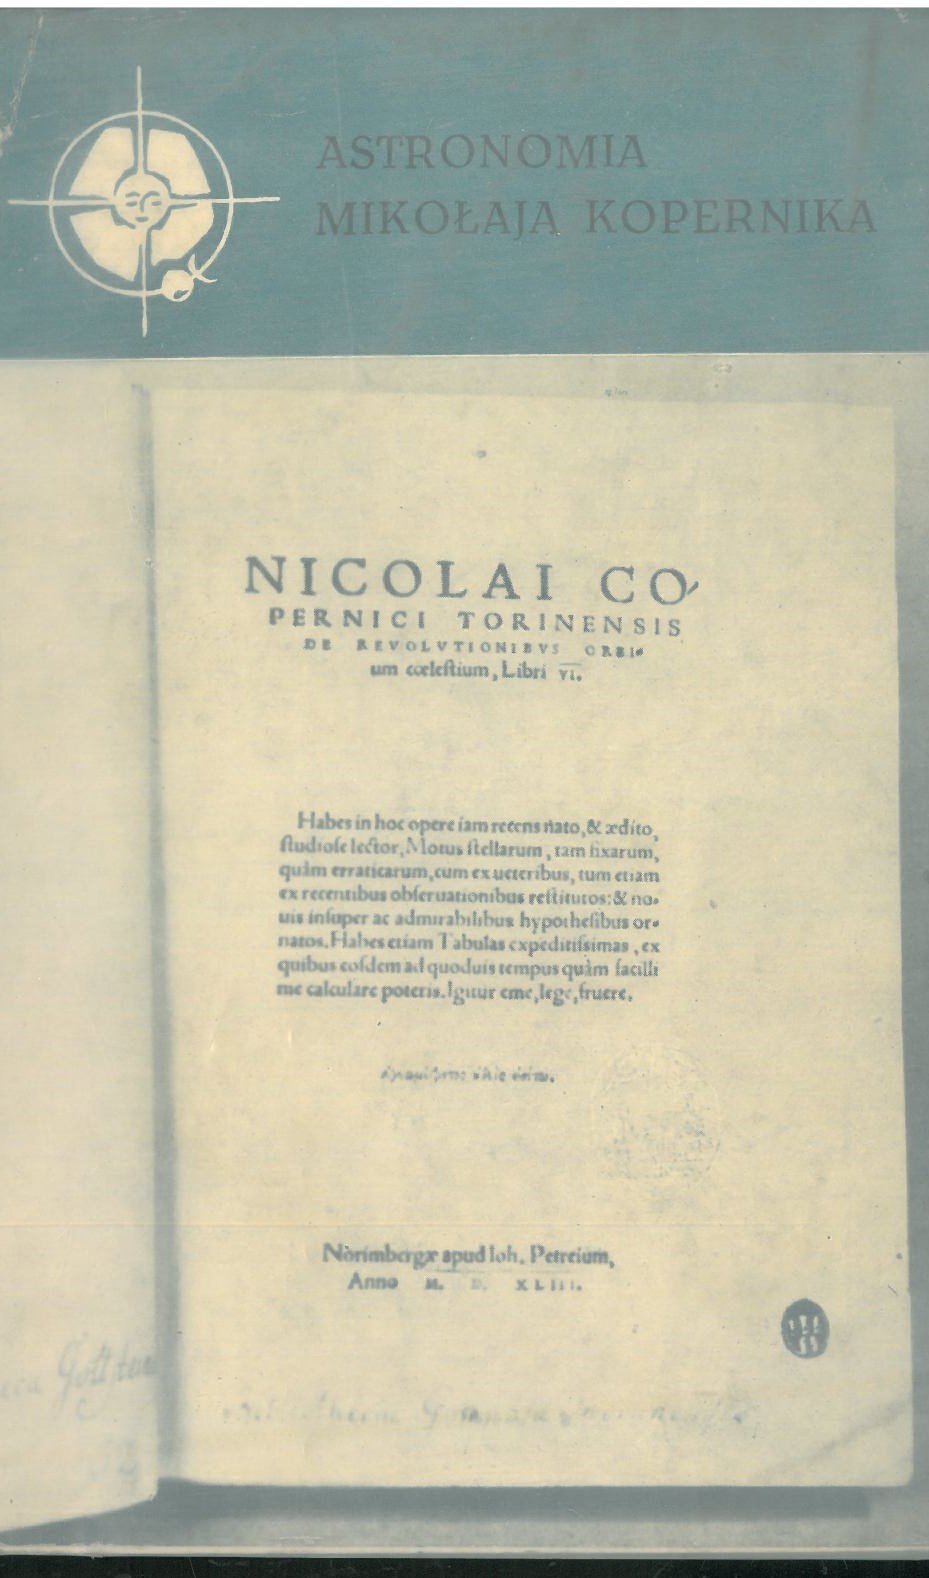 ASTRONOMIA
MIKOŁAJA KOPERNIKA
NICOLAI CO
PERNICI TORINENSIS
DE REVOLVTIONIBVS ORBI⸗
um cœleſtium, Libri VI.
Habes in hoc opere iam recens nato, & ædito,
ſtudioſe lector, Motus ſtellarum, tam fixarum,
quàm erraticarum, cum ex ueteribus, tum etiam
ex recentibus obſeruationibus reſtitutos: & no⸗
uis inſuper ac admirabilibus hypotheſibus or⸗
natos. Habes etiam Tabulas expeditiſsimas, ex
quibus eoſdem ad quoduis tempus quàm facilli
me calculare poteris. Igitur eme, lege, fruere.
Norimbergæ apud Ioh. Petreium,
Anno M. D. XLIII.